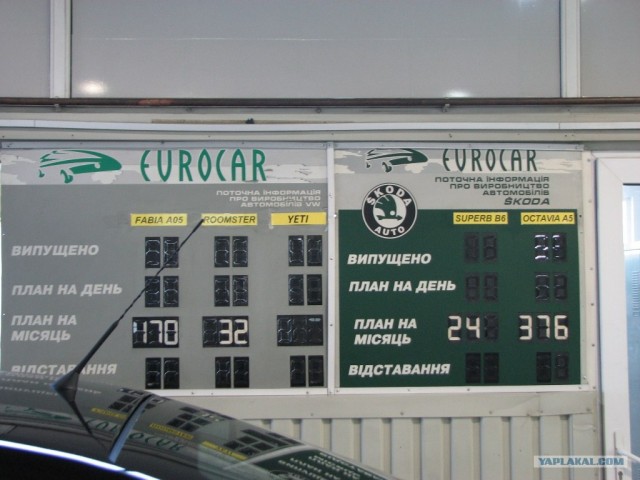 EUROCAR
ПОТОЧНА ІНФОРМАЦІЯ
ПРО ВИРОБНИЦТВО
АВТОМОБІЛІВ VW
FABIA A05 ROOMSTER YETI
ВИПУЩЕНО
ПЛАН НА ДЕНЬ
ПЛАН НА
МІСЯЦЬ
170 32
ВІДСТАВАННЯ
EUROCAR
ПОТОЧНА ІНФОРМАЦІЯ
ПРО ВИРОБНИЦТВО
АВТОМОБІЛІВ
ŠKODA
ŠKODA
AUTO
SUPERB B6 OCTAVIA A5
ВИПУЩЕНО
ПЛАН НА ДЕНЬ
ПЛАН НА
МІСЯЦЬ
24 376
ВІДСТАВАННЯ
EUROCAR
YAPLAKAL.COM